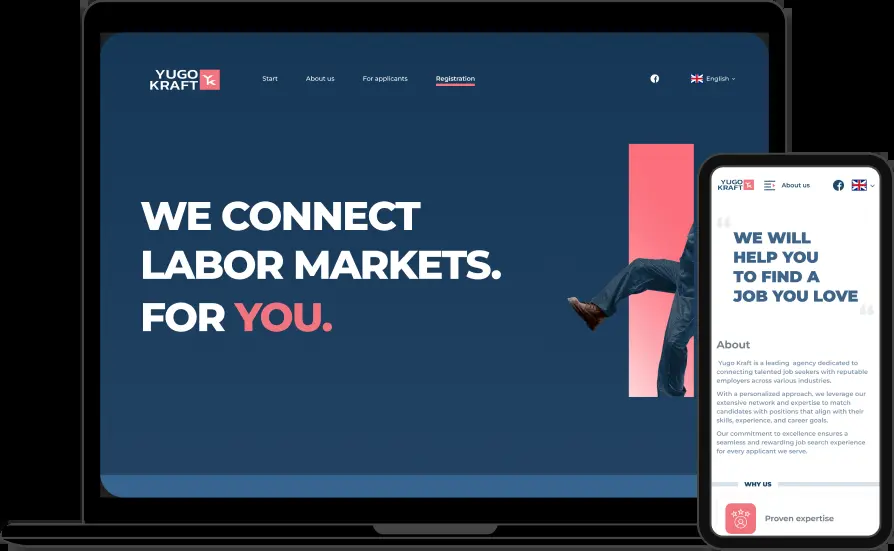 YUGO
KRAFT
YK
Start
About us
For applicants
Registration
English
WE CONNECT
LABOR MARKETS.
FOR YOU.
YUGO
KRAFT
About us
WE WILL
HELP YOU
TO FIND A
JOB YOU LOVE
About
Yugo Kraft is a leading agency dedicated to
connecting talented job seekers with reputable
employers across various industries.
With a personalized approach, we leverage our
extensive network and expertise to match
candidates with positions that align with their
skills, experience, and career goals.
Our commitment to excellence ensures a
seamless and rewarding job search experience
for every applicant we serve.
WHY US
Proven expertise